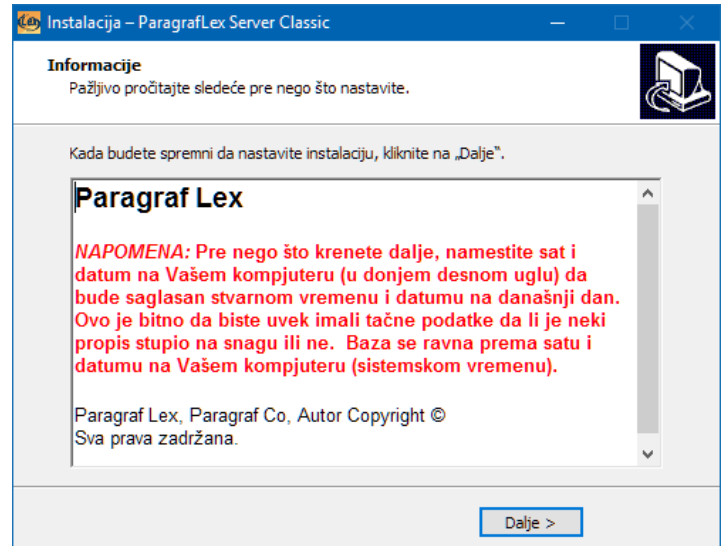 Instalacija – ParagrafLex Server Classic
Informacije
Pažljivo pročitajte sledeće pre nego što nastavite.
Kada budete spremni da nastavite instalaciju, kliknite na „Dalje“.
Paragraf Lex
NAPOMENA: Pre nego što krenete dalje, namestite sat i
datum na Vašem kompjuteru (u donjem desnom uglu) da
bude saglasan stvarnom vremenu i datumu na današnji dan.
Ovo je bitno da biste uvek imali tačne podatke da li je neki
propis stupio na snagu ili ne.  Baza se ravna prema satu i
datumu na Vašem kompjuteru (sistemskom vremenu).
Paragraf Lex, Paragraf Co, Autor Copyright ©
Sva prava zadržana.
Dalje >